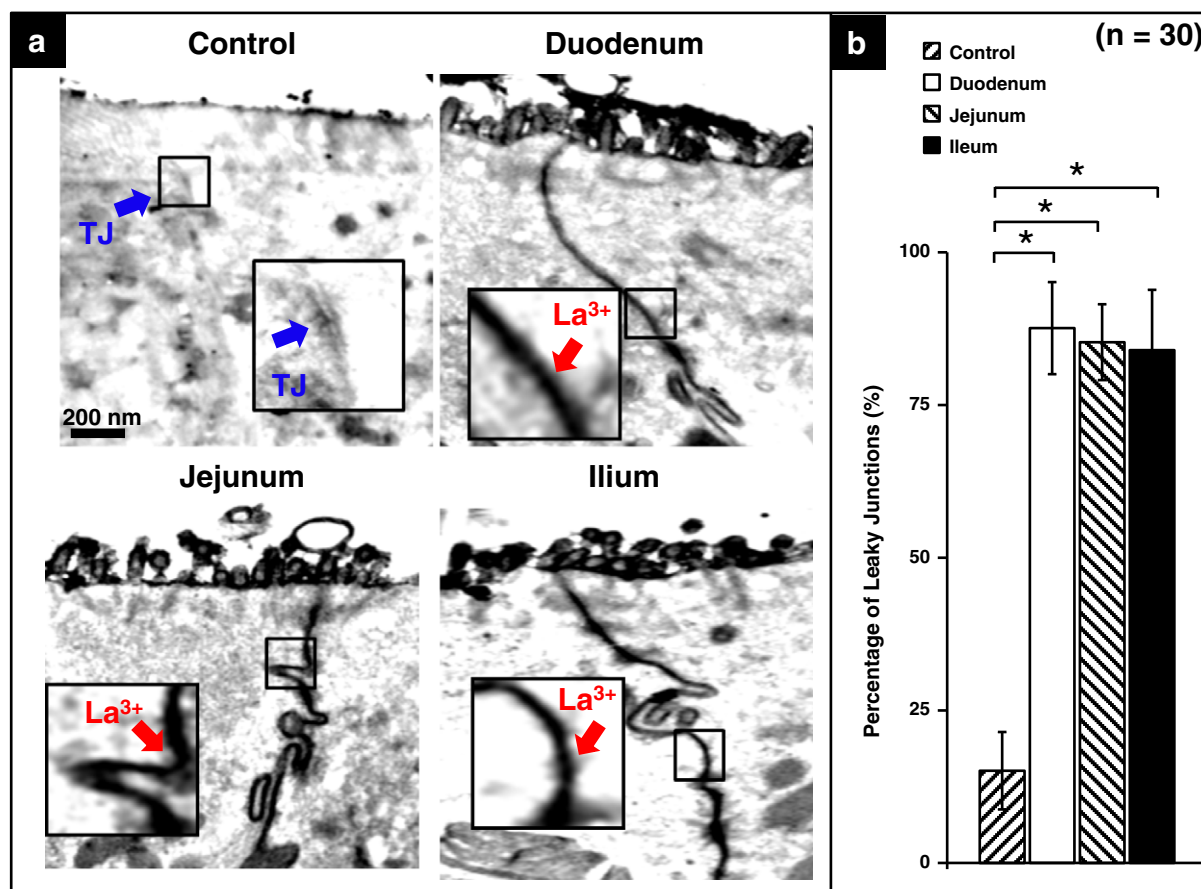 a
Control
Duodenum
TJ
TJ
200 nm
La³⁺
Jejunum
Ilium
La³⁺
La³⁺
b
(n = 30)
Control
Duodenum
Jejunum
Ileum
*
*
*
Percentage of Leaky Junctions (%)
100
75
50
25
0